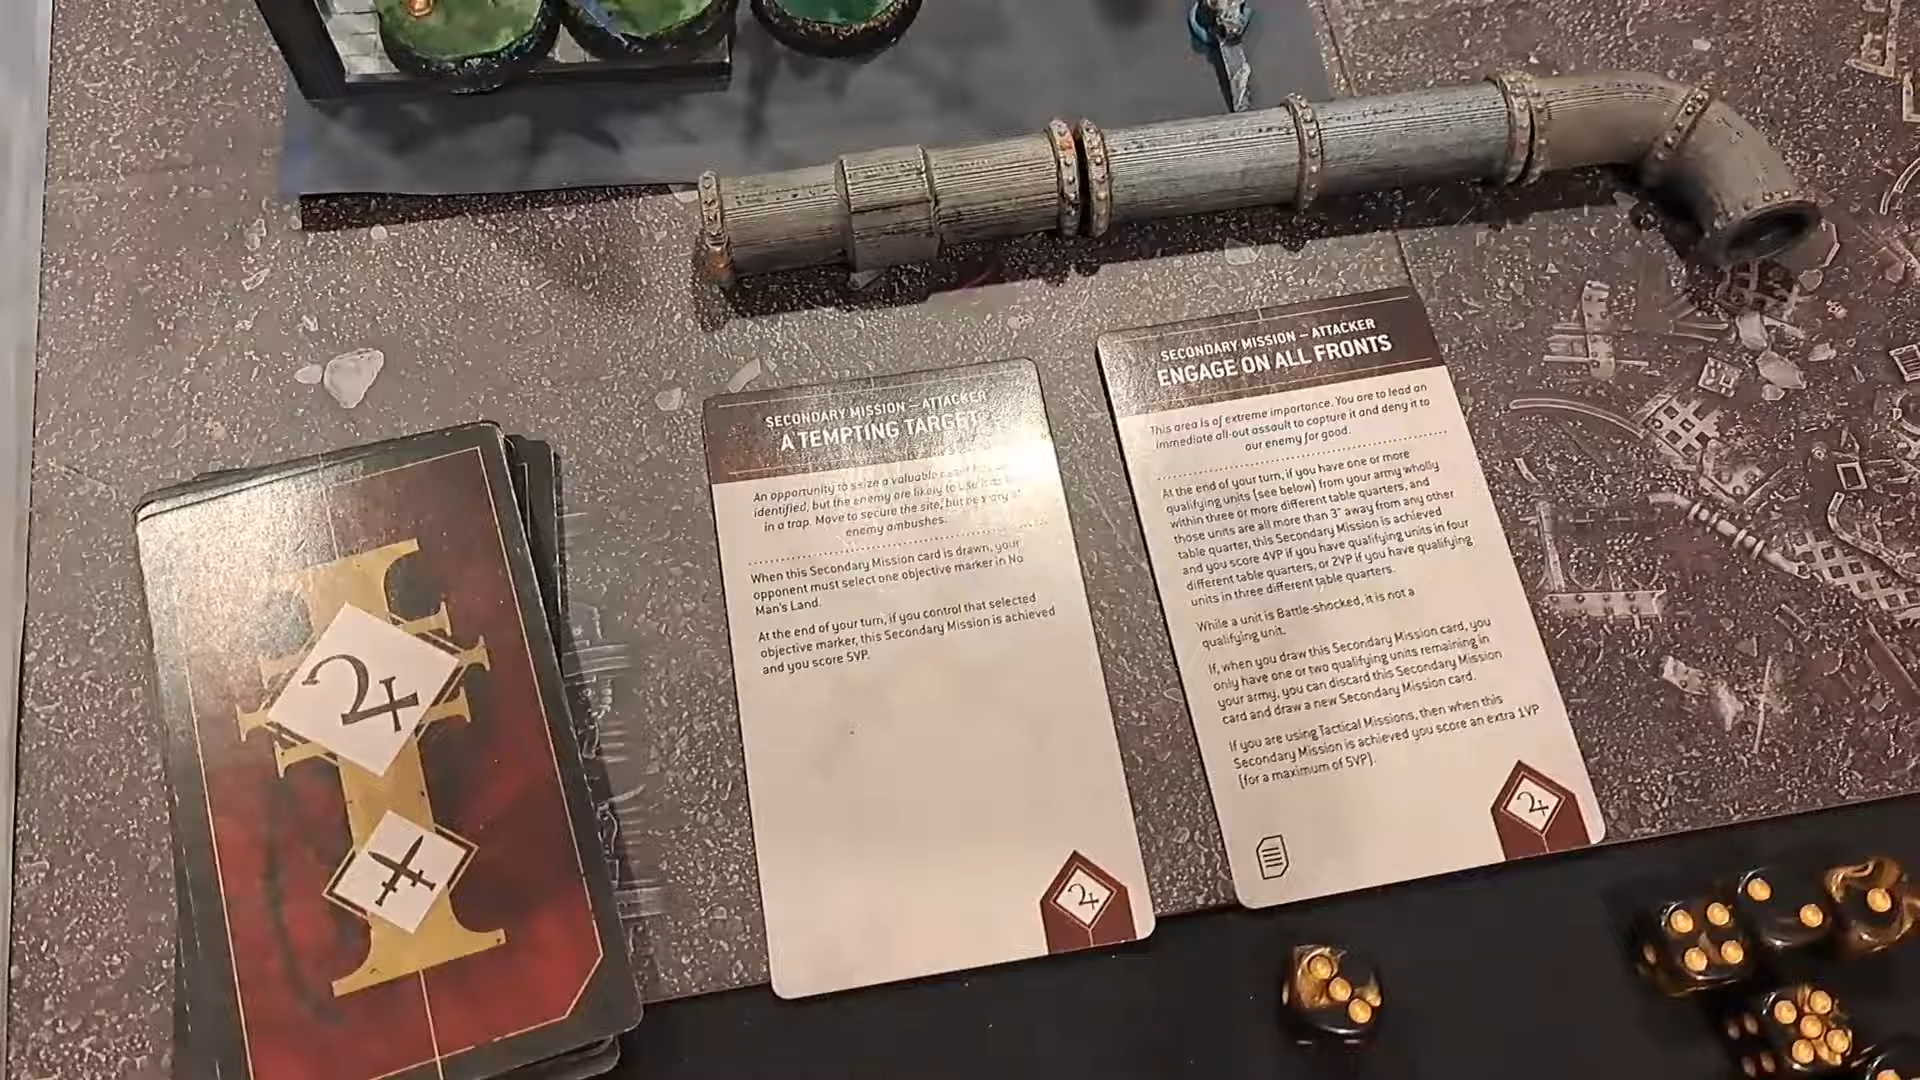 SECONDARY MISSION – ATTACKER
A TEMPTING TARGET
An opportunity to seize a valuable
identified, but the enemy are likely to use
in a trap. Move to secure the site, but be wary of
enemy ambushes.
When this Secondary Mission card is drawn, your
opponent must select one objective marker in No
Man's Land.
At the end of your turn, if you control that selected
objective marker, this Secondary Mission is achieved
and you score 5VP.
SECONDARY MISSION – ATTACKER
ENGAGE ON ALL FRONTS
This area is of extreme importance. You are to lead an
immediate all-out assault to capture it and deny it to
our enemy for good.
At the end of your turn, if you have one or more
qualifying units (see below) from your army wholly
within three or more different table quarters, and
those units are all more than 3" away from any other
table quarter, this Secondary Mission is achieved
and you score 4VP if you have qualifying units in four
different table quarters, or 2VP if you have qualifying
units in three different table quarters.
While a unit is Battle-shocked, it is not a
qualifying unit.
If, when you draw this Secondary Mission card, you
only have one or two qualifying units remaining in
your army, you can discard this Secondary Mission
card and draw a new Secondary Mission card.
If you are using Tactical Missions, then when this
Secondary Mission is achieved you score an extra 1VP
(for a maximum of 5VP).